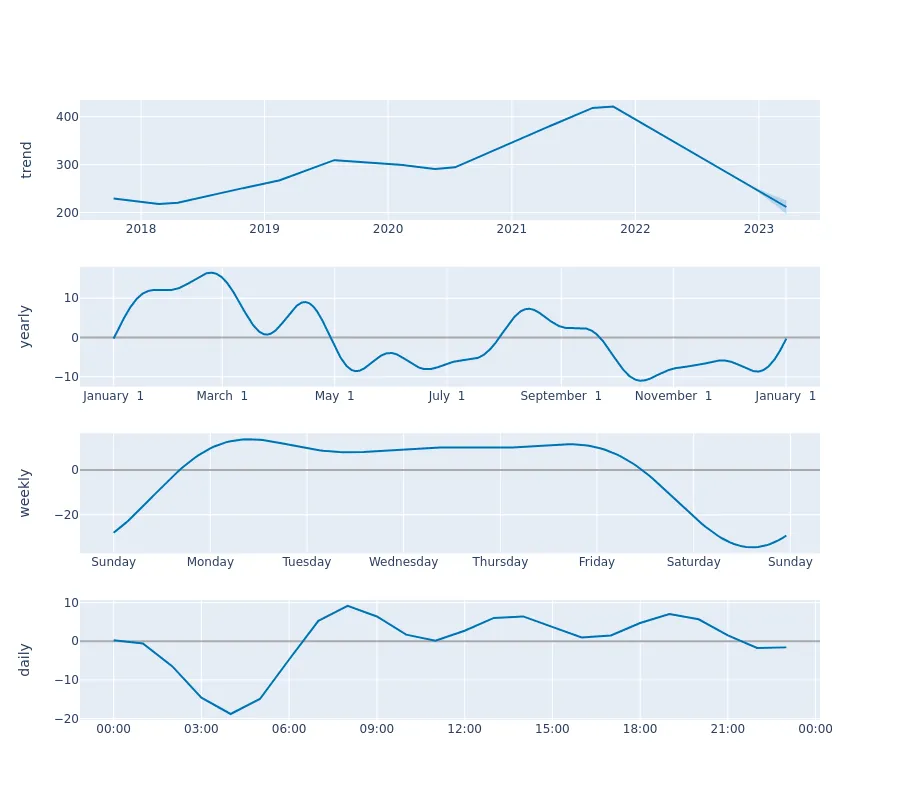 400
300
200
trend
2018 2019 2020 2021 2022 2023
10
0
−10
yearly
January 1 March 1 May 1 July 1 September 1 November 1 January 1
0
−20
weekly
Sunday Monday Tuesday Wednesday Thursday Friday Saturday Sunday
10
0
−10
−20
daily
00:00 03:00 06:00 09:00 12:00 15:00 18:00 21:00 00:00